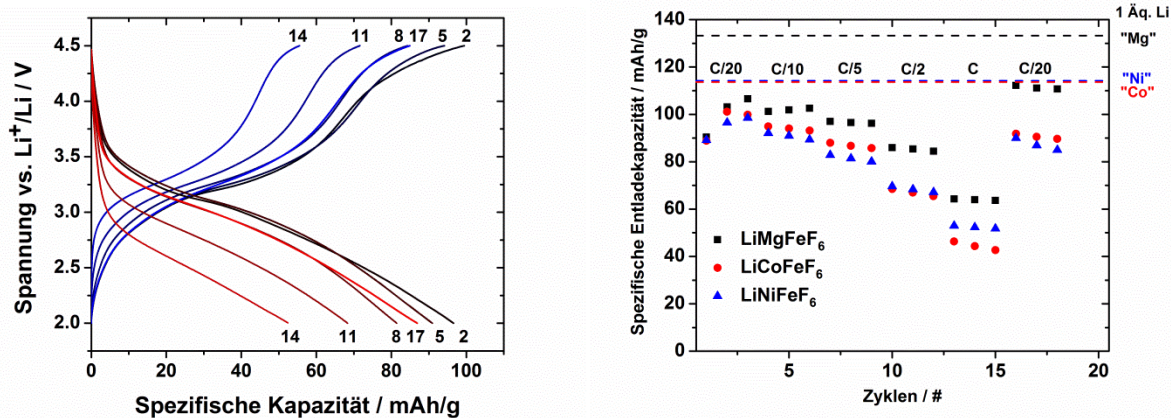 Spannung vs. Li⁺/Li / V
4.5
4.0
3.5
3.0
2.5
2.0
14 11 8 17 5 2
14 11 8 17 5 2
0 20 40 60 80 100
Spezifische Kapazität / mAh/g
Spezifische Entladekapazität / mAh/g
140
120
100
80
60
40
20
0
1 Äq. Li
"Mg"
"Ni"
"Co"
C/20 C/10 C/5 C/2 C C/20
LiMgFeF₆
LiCoFeF₆
LiNiFeF₆
5 10 15 20
Zyklen / #